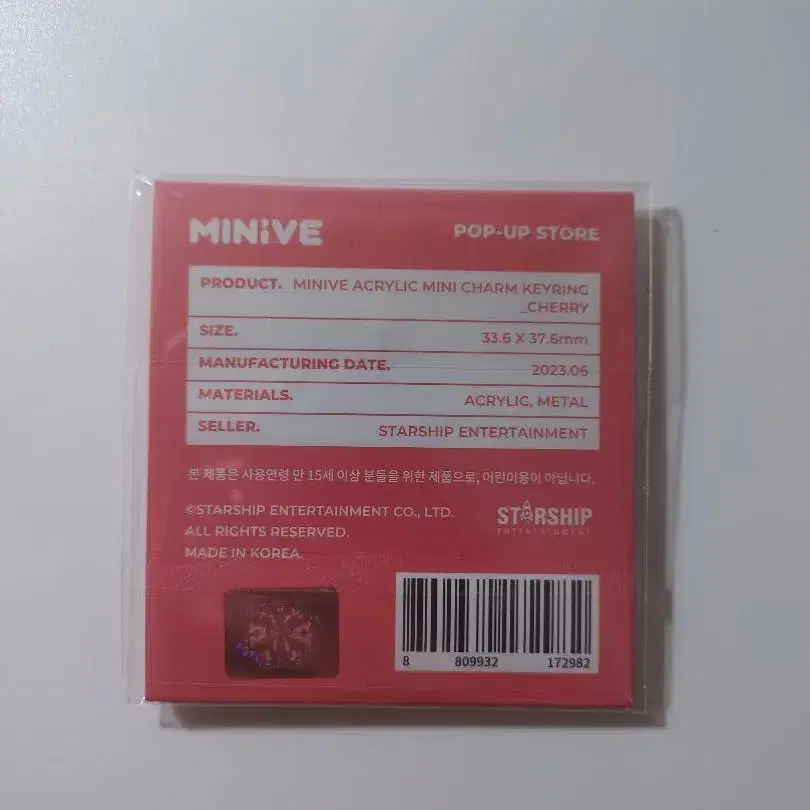 MINiVE
POP-UP STORE
PRODUCT. MINIVE ACRYLIC MINI CHARM KEYRING
_CHERRY
SIZE. 33.6 X 37.6mm
MANUFACTURING DATE. 2023.06
MATERIALS. ACRYLIC, METAL
SELLER. STARSHIP ENTERTAINMENT
본 제품은 사용연령 만 15세 이상 분들을 위한 제품으로, 어린이용이 아닙니다.
©STARSHIP ENTERTAINMENT CO., LTD.
ALL RIGHTS RESERVED.
MADE IN KOREA.
STARSHIP
ENTERTAINMENT
8 809932 172982